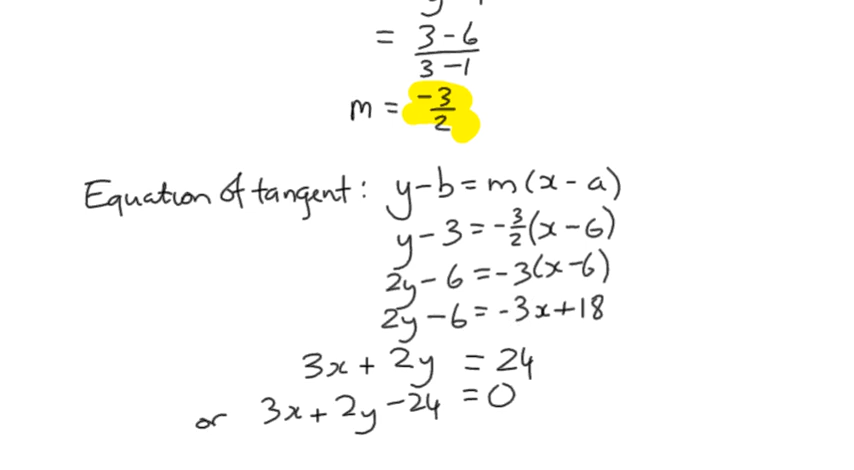 = (3-6)/(3-1)
m = -3/2
Equation of tangent: y-b = m(x-a)
y-3 = -3/2(x-6)
2y-6 = -3(x-6)
2y-6 = -3x+18
3x+2y = 24
or 3x+2y-24 = 0